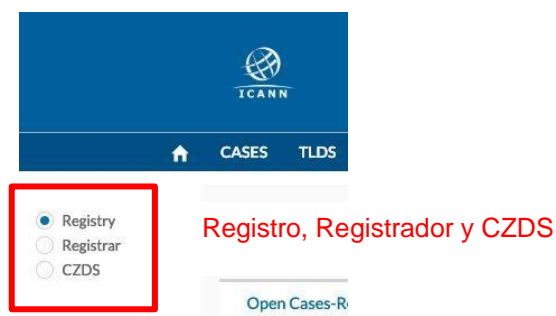 ICANN
CASES TLDS
Registry
Registrar
CZDS
Registro, Registrador y CZDS
Open Cases-R